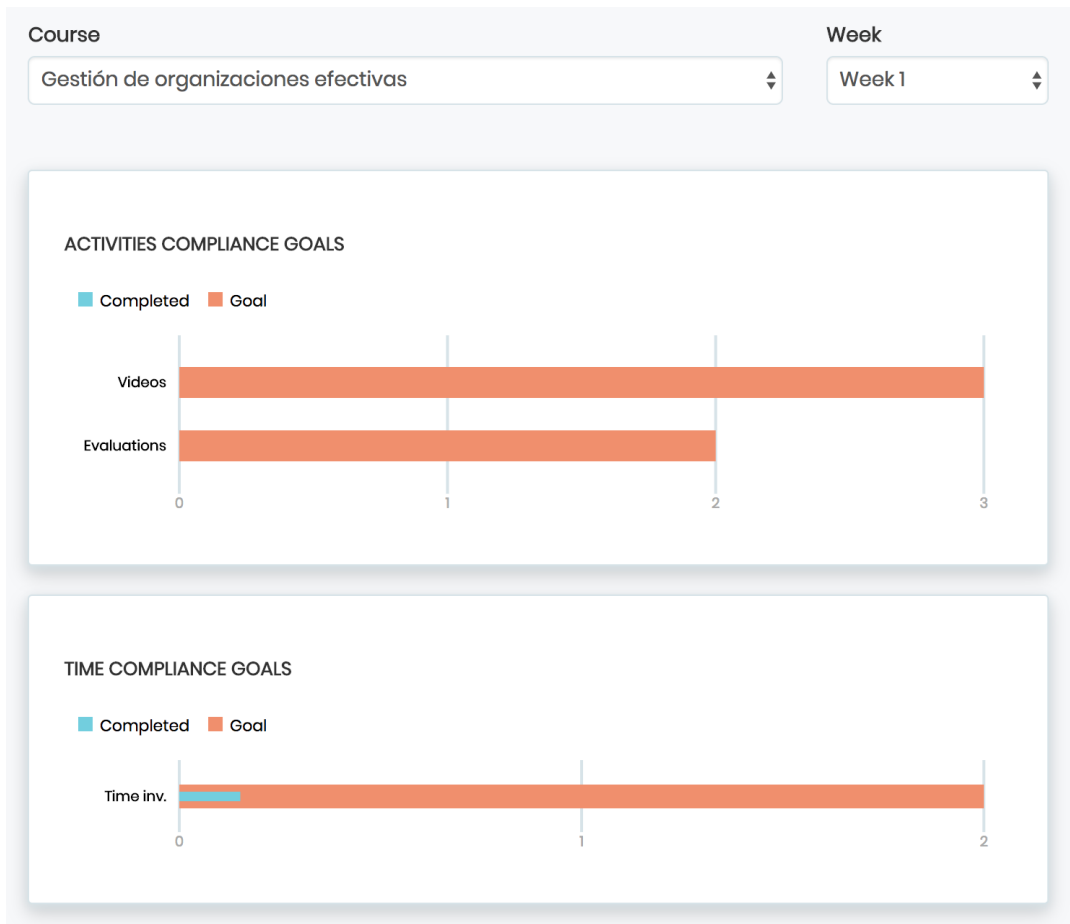 Course Week
Gestión de organizaciones efectivas Week 1
ACTIVITIES COMPLIANCE GOALS
Completed Goal
Videos
Evaluations
0 1 2 3
TIME COMPLIANCE GOALS
Completed Goal
Time inv.
0 1 2